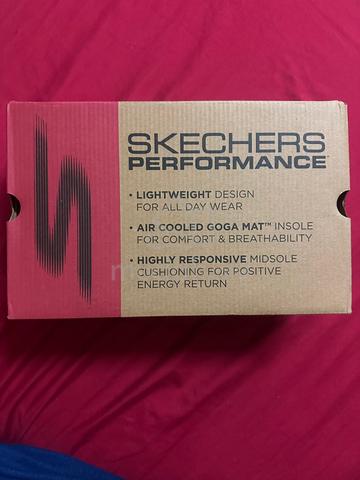 SKECHERS
PERFORMANCE
• LIGHTWEIGHT DESIGN
FOR ALL DAY WEAR
• AIR COOLED GOGA MAT™ INSOLE
FOR COMFORT & BREATHABILITY
• HIGHLY RESPONSIVE MIDSOLE
CUSHIONING FOR POSITIVE
ENERGY RETURN